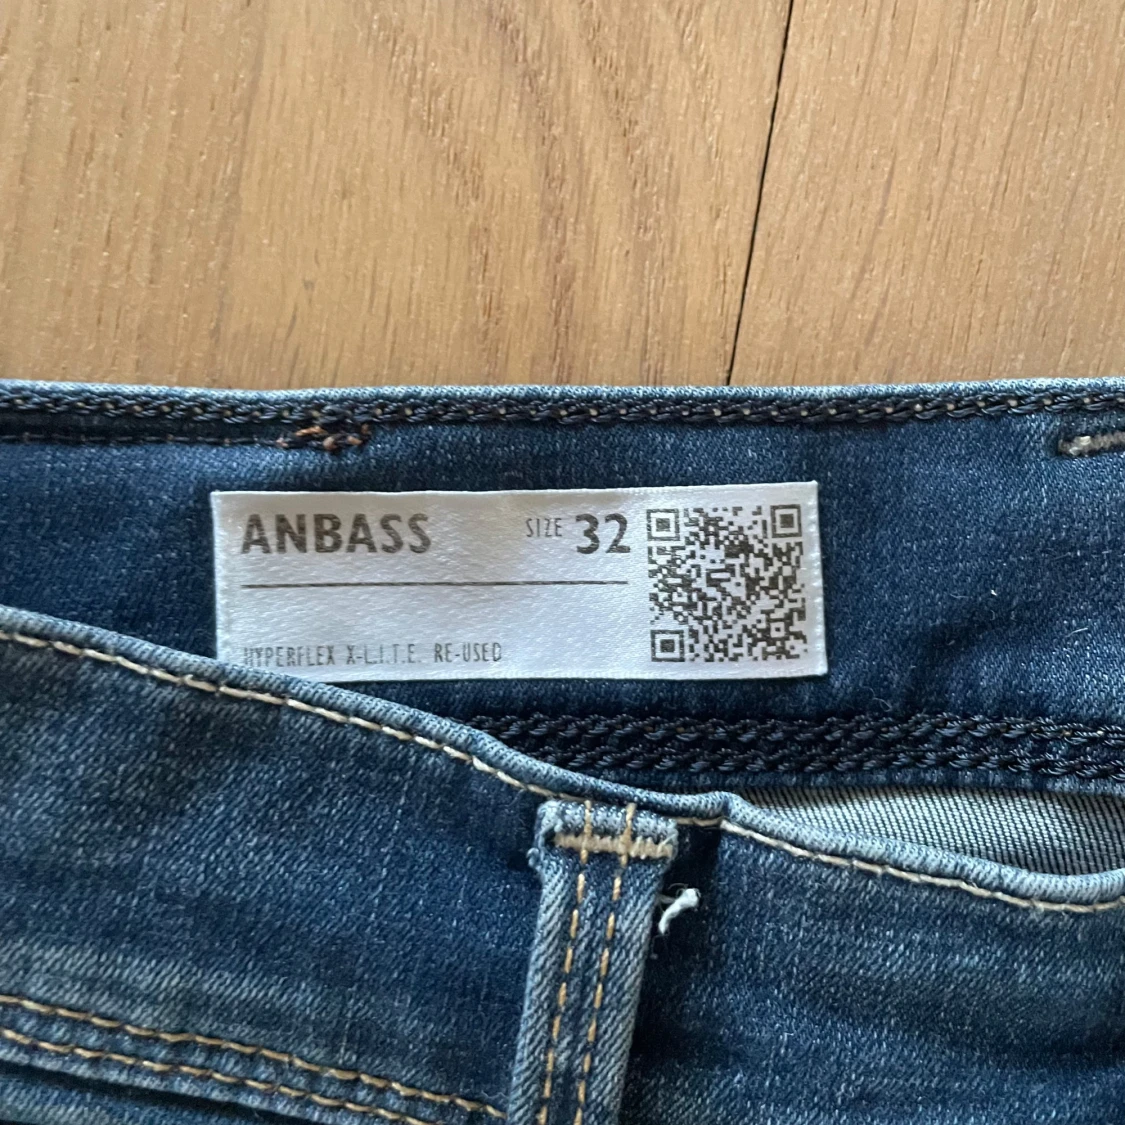 ANBASS SIZE 32
HYPERFLEX X-L.I.T.E. RE-USED